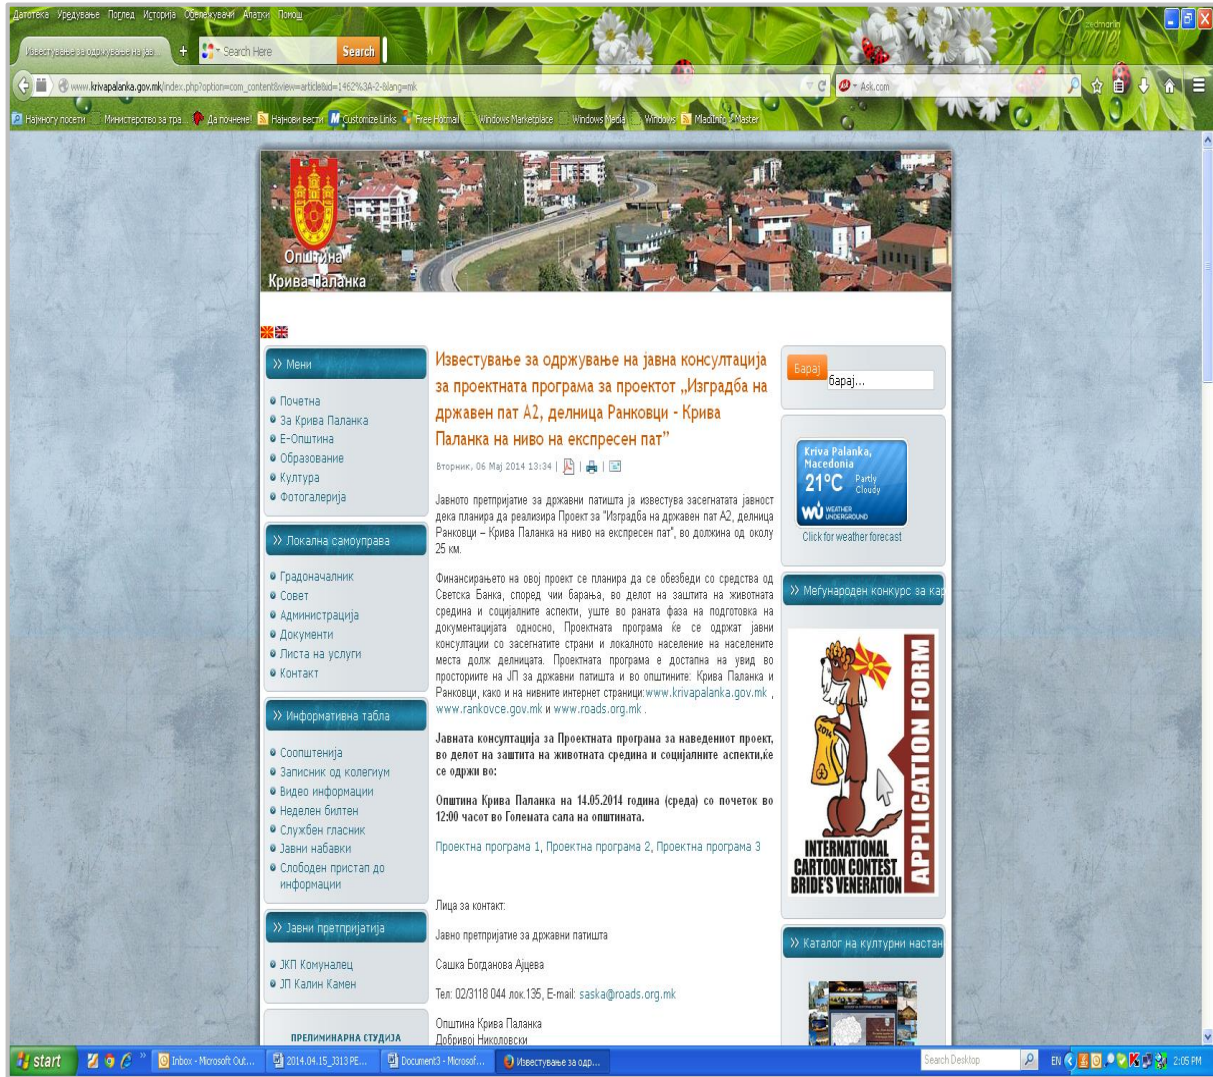 Датотека Уредување Поглед Историја Обележувачи Алатки Помош
Известување за одржување на јав...
+
Search Here
Search
www.krivapalanka.gov.mk/index.php?option=com_content&view=article&id=1462%3A-2-&lang=mk
Ask.com
Најмногу посети
Министерство за тра...
Да почнеме!
Најнови вести
Customize Links
Free Hotmail
Windows Marketplace
Windows Media
Windows
MladiInfo
Master
Општина
Крива Паланка
>> Мени
Почетна
За Крива Паланка
Е-Општина
Образование
Култура
Фотогалерија
>> Локална самоуправа
Градоначалник
Совет
Администрација
Документи
Листа на услуги
Контакт
>> Информативна табла
Соопштенија
Записник од колегиум
Видео информации
Неделен билтен
Службен гласник
Јавни набавки
Слободен пристап до
информации
>> Јавни претпријатија
ЈКП Комуналец
ЈП Калин Камен
ПРЕЛИМИНАРНА СТУДИЈА
Известување за одржување на јавна консултација
за проектната програма за проектот „Изградба на
државен пат А2, делница Ранковци - Крива
Паланка на ниво на експресен пат”
Вторник, 06 Мај 2014 13:34 | | |
Јавното претпријатие за државни патишта ја известува засегнатата јавност
дека планира да реализира Проект за "Изградба на државен пат А2, делница
Ранковци – Крива Паланка на ниво на експресен пат", во должина од околу
25 км.
Финансирањето на овој проект се планира да се обезбеди со средства од
Светска Банка, според чии барања, во делот на заштита на животната
средина и социјалните аспекти, уште во раната фаза на подготовка на
документацијата односно, Проектната програма ќе се одржат јавни
консултации со засегнатите страни и локалното население на населените
места долж делницата. Проектната програма е достапна на увид во
просториите на ЈП за државни патишта и во општините: Крива Паланка и
Ранковци, како и на нивните интернет страници:www.krivapalanka.gov.mk ,
www.rankovce.gov.mk и www.roads.org.mk .
Јавната консултација за Проектната програма за наведениот проект,
во делот на заштита на животната средина и социјалните аспекти,ќе
се одржи во:
Општина Крива Паланка на 14.05.2014 година (среда) со почеток во
12:00 часот во Големата сала на општината.
Проектна програма 1, Проектна програма 2, Проектна програма 3
Лица за контакт:
Јавно претпријатие за државни патишта
Сашка Богданова Ајцева
Тел: 02/3118 044 лок.135, E-mail: saska@roads.org.mk
Општина Крива Паланка
Добривој Николовски
Барај
барај...
Kriva Palanka,
Macedonia
21°C Partly
Cloudy
WEATHER
UNDERGROUND
Click for weather forecast
>> Меѓународен конкурс за кар
2014
APPLICATION FORM
INTERNATIONAL
CARTOON CONTEST
BRIDE'S VENERATION
>> Каталог на културни настан
start
Inbox - Microsoft Out...
2014.04.15_J313 PE...
Document3 - Microsof...
Известување за одр...
Search Desktop
EN
2:05 PM